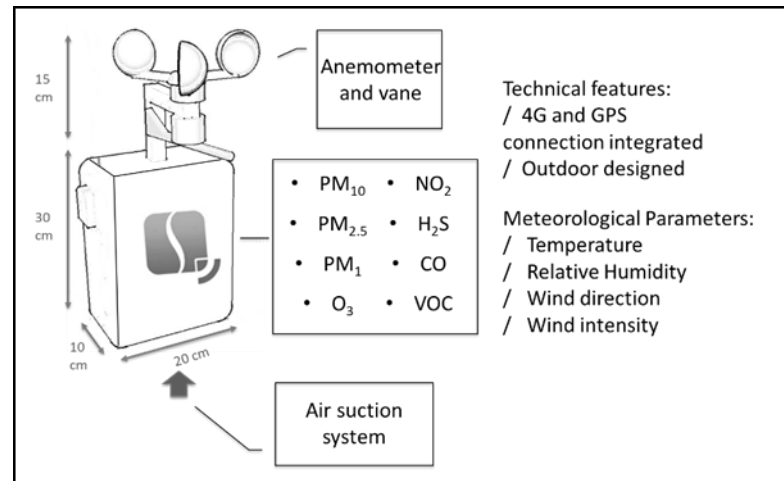 15
cm
30
cm
10
cm
20 cm
Anemometer
and vane
• PM₁₀ • NO₂
• PM₂.₅ • H₂S
• PM₁ • CO
• O₃ • VOC
Air suction
system
Technical features:
/ 4G and GPS
connection integrated
/ Outdoor designed
Meteorological Parameters:
/ Temperature
/ Relative Humidity
/ Wind direction
/ Wind intensity